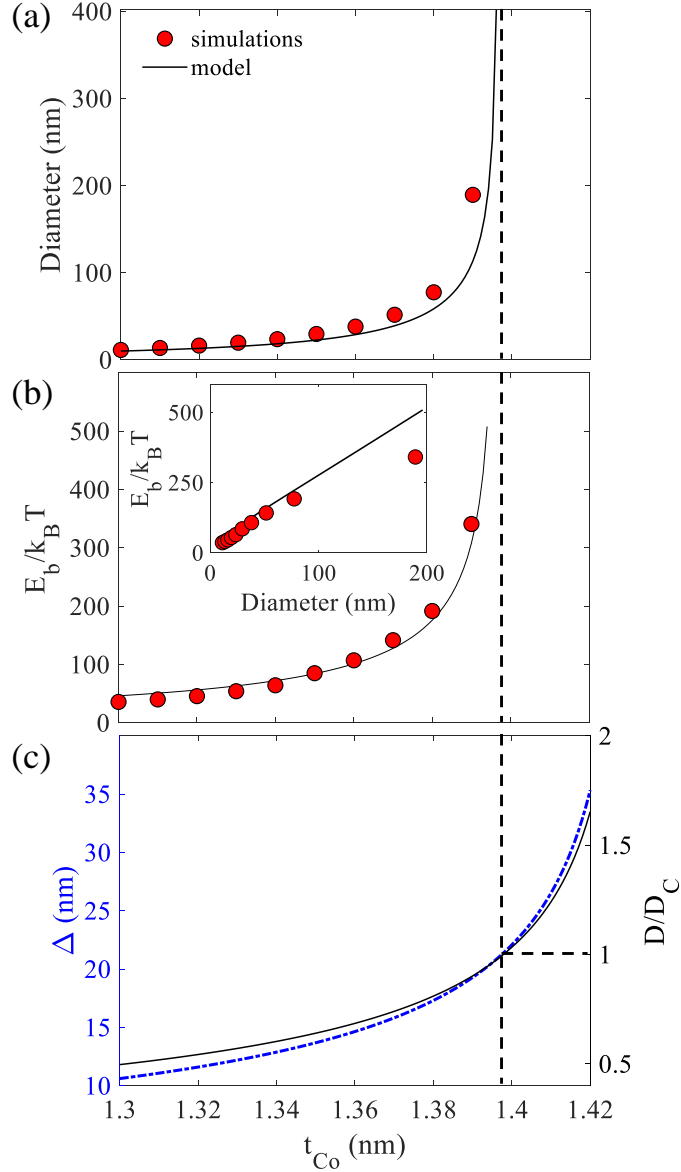 (a)
400
300
200
100
0
Diameter (nm)
simulations
model
(b)
500
400
300
200
100
0
E_b/k_BT
500
250
0
E_b/k_BT
0 100 200
Diameter (nm)
(c)
35
30
25
20
15
10
Δ (nm)
2
1.5
1
0.5
D/D_C
1.3 1.32 1.34 1.36 1.38 1.4 1.42
t_Co (nm)